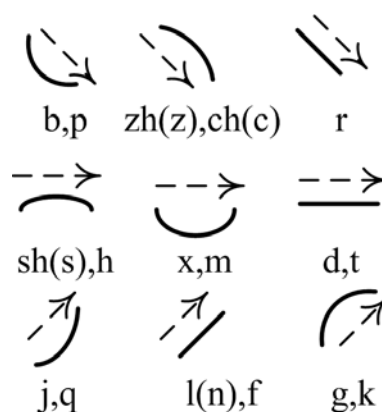 b,p zh(z),ch(c) r
sh(s),h x,m d,t
j,q l(n),f g,k